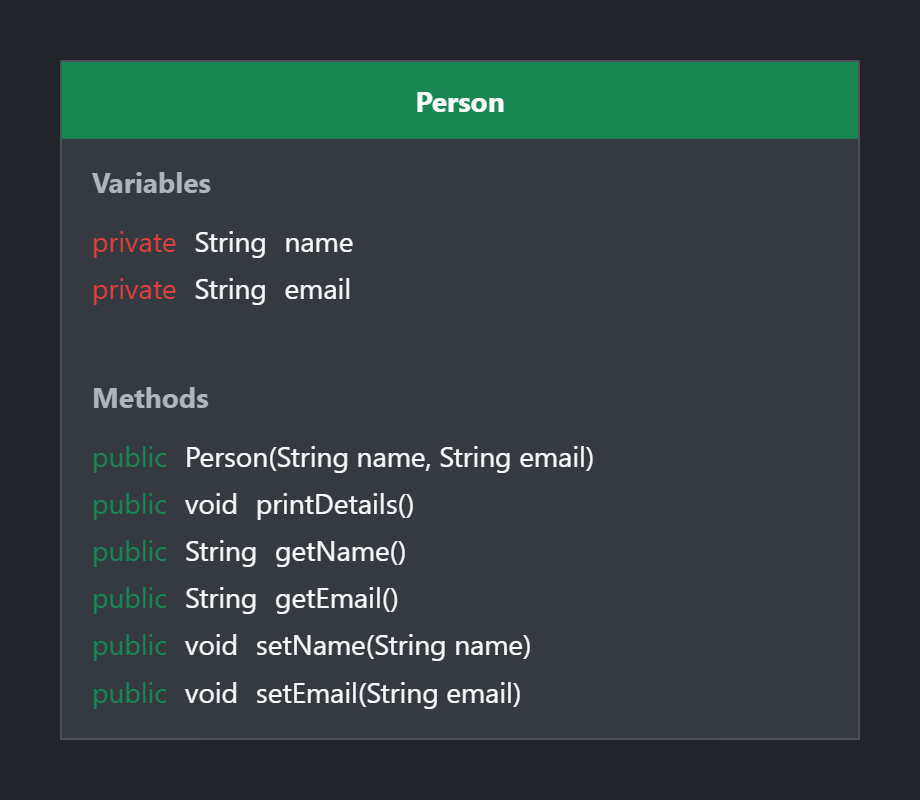 Person
Variables
private String name
private String email
Methods
public Person(String name, String email)
public void printDetails()
public String getName()
public String getEmail()
public void setName(String name)
public void setEmail(String email)